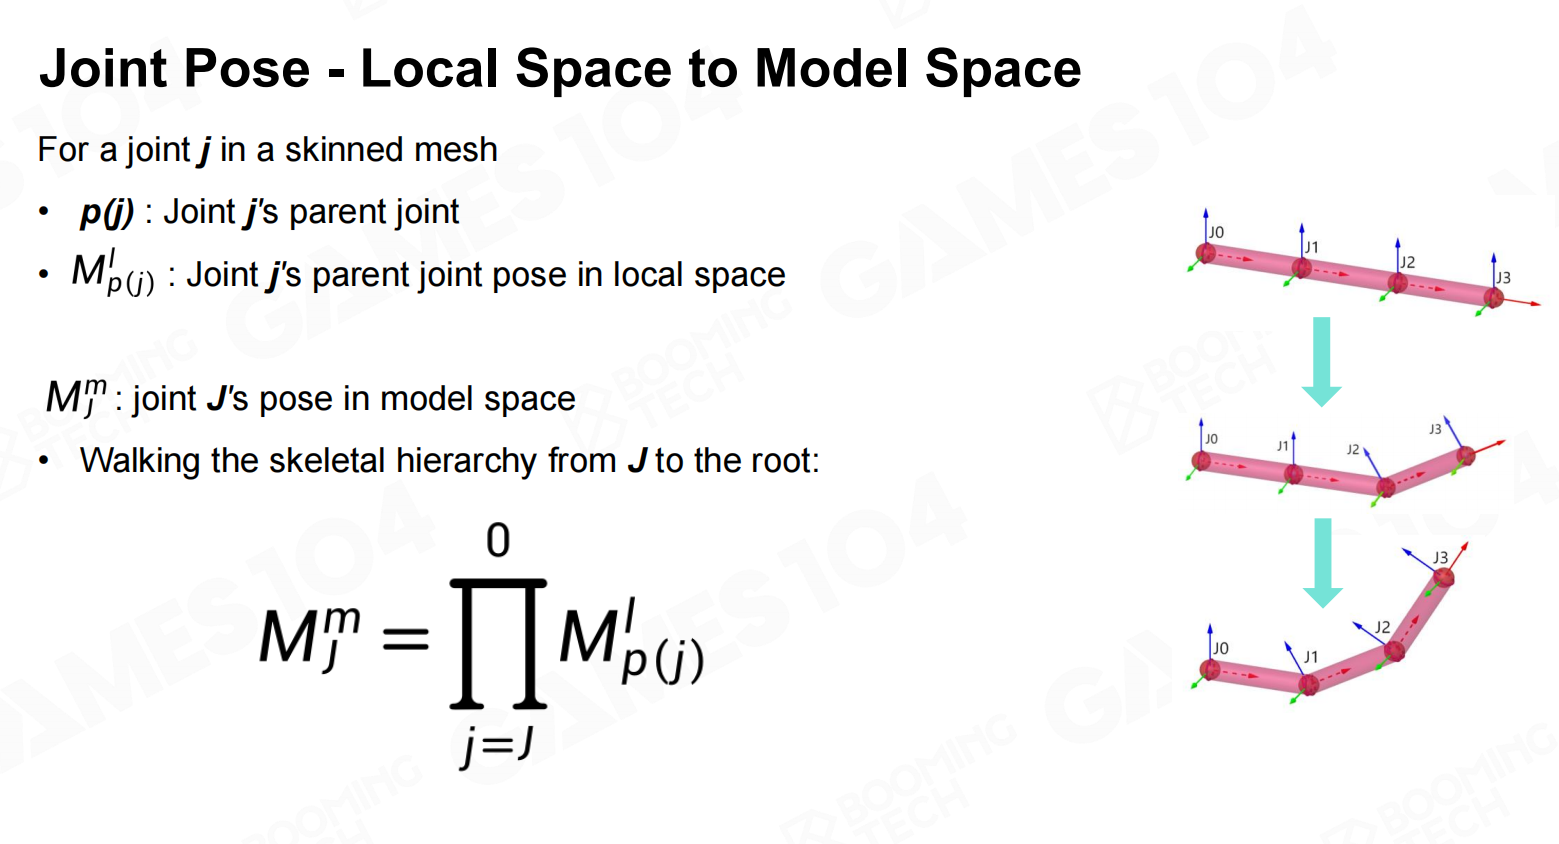 Joint Pose - Local Space to Model Space
For a joint j in a skinned mesh
• p(j) : Joint j's parent joint
• M^l_{p(j)} : Joint j's parent joint pose in local space
M^m_J : joint J's pose in model space
• Walking the skeletal hierarchy from J to the root:
M^m_J = ∏_{j=J}^{0} M^l_{p(j)}
J0
J1
J2
J3
J0
J1
J2
J3
J0
J1
J2
J3
GAMES 104
BOOMING TECH